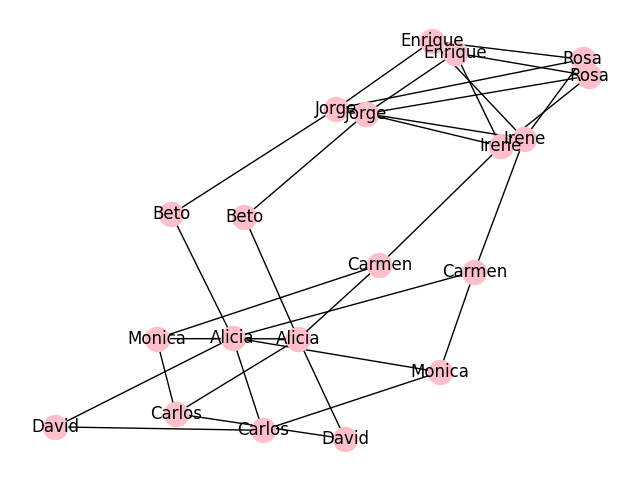 Enrique
Enrique
Rosa
Rosa
Jorge
Jorge
Irene
Irene
Beto
Beto
Carmen
Carmen
Monica
Alicia
Alicia
Monica
Carlos
David
Carlos
David